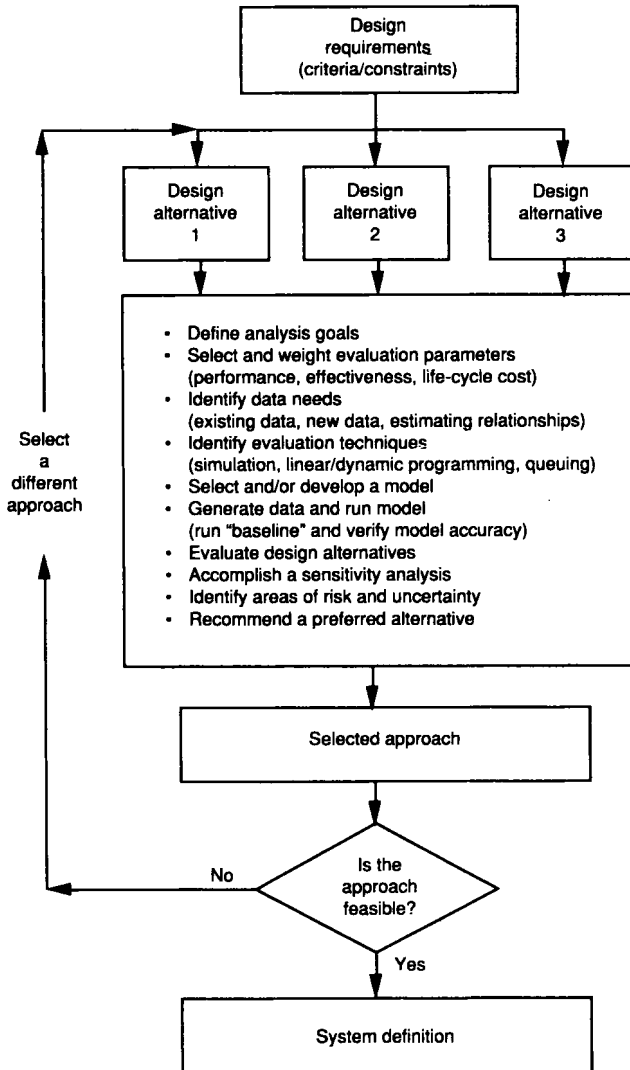 Design
requirements
(criteria/constraints)
Design
alternative
1
Design
alternative
2
Design
alternative
3
• Define analysis goals
• Select and weight evaluation parameters
(performance, effectiveness, life-cycle cost)
• Identify data needs
(existing data, new data, estimating relationships)
• Identify evaluation techniques
(simulation, linear/dynamic programming, queuing)
• Select and/or develop a model
• Generate data and run model
(run "baseline" and verify model accuracy)
• Evaluate design alternatives
• Accomplish a sensitivity analysis
• Identify areas of risk and uncertainty
• Recommend a preferred alternative
Select
a
different
approach
Selected approach
Is the
approach
feasible?
No
Yes
System definition